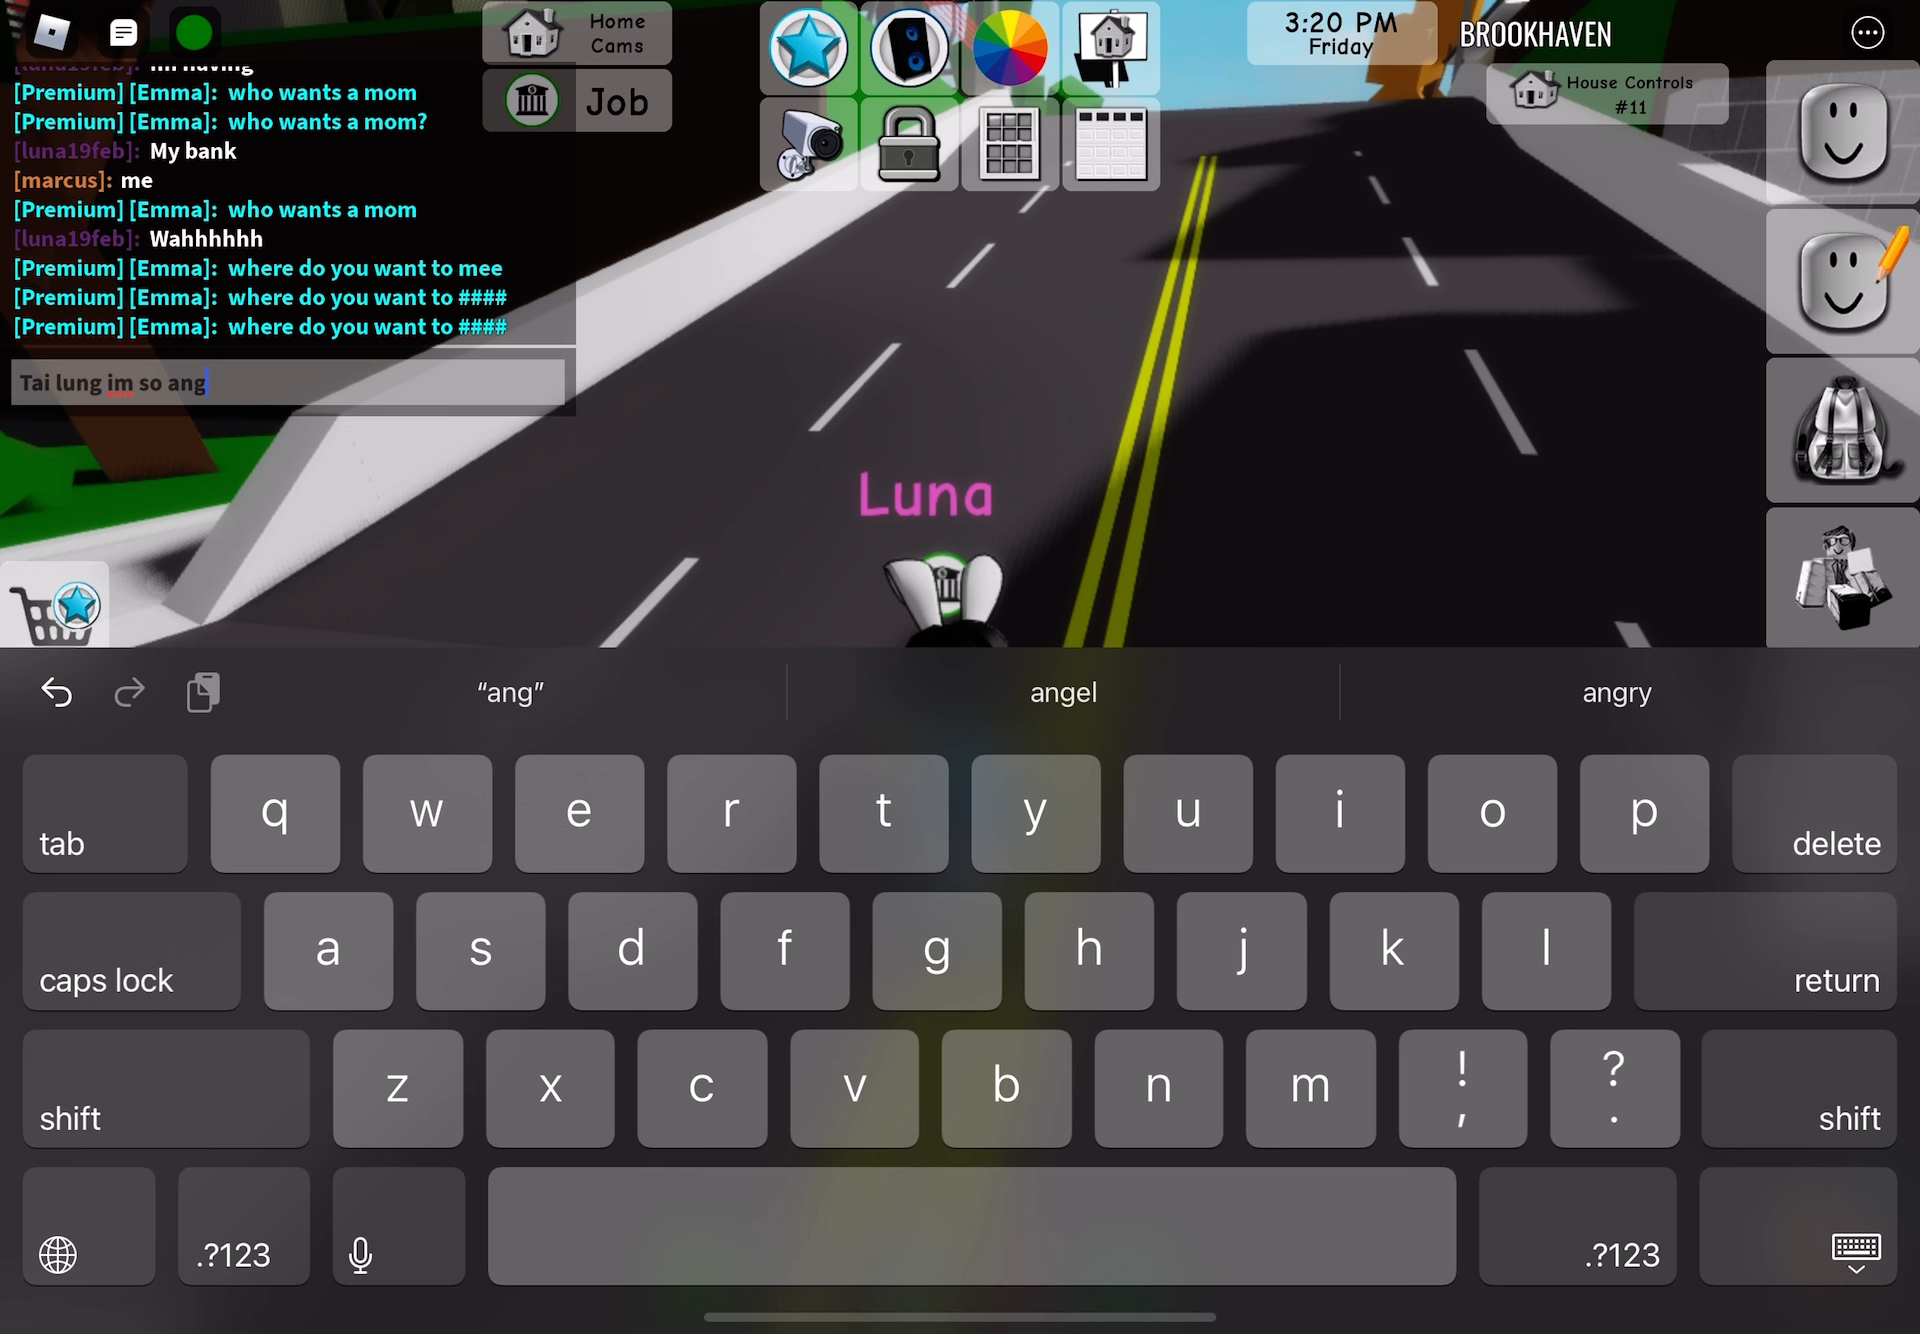 [luna19feb]: im having
[Premium] [Emma]: who wants a mom
[Premium] [Emma]: who wants a mom?
[luna19feb]: My bank
[marcus]: me
[Premium] [Emma]: who wants a mom
[luna19feb]: Wahhhhhh
[Premium] [Emma]: where do you want to mee
[Premium] [Emma]: where do you want to ####
[Premium] [Emma]: where do you want to ####
Tai lung im so ang
Home
Cams
Job
3:20 PM
Friday
BROOKHAVEN
House Controls
#11
Luna
“ang” angel angry
tab q w e r t y u i o p delete
caps lock a s d f g h j k l return
shift z x c v b n m ! , ? . shift
.?123 .?123